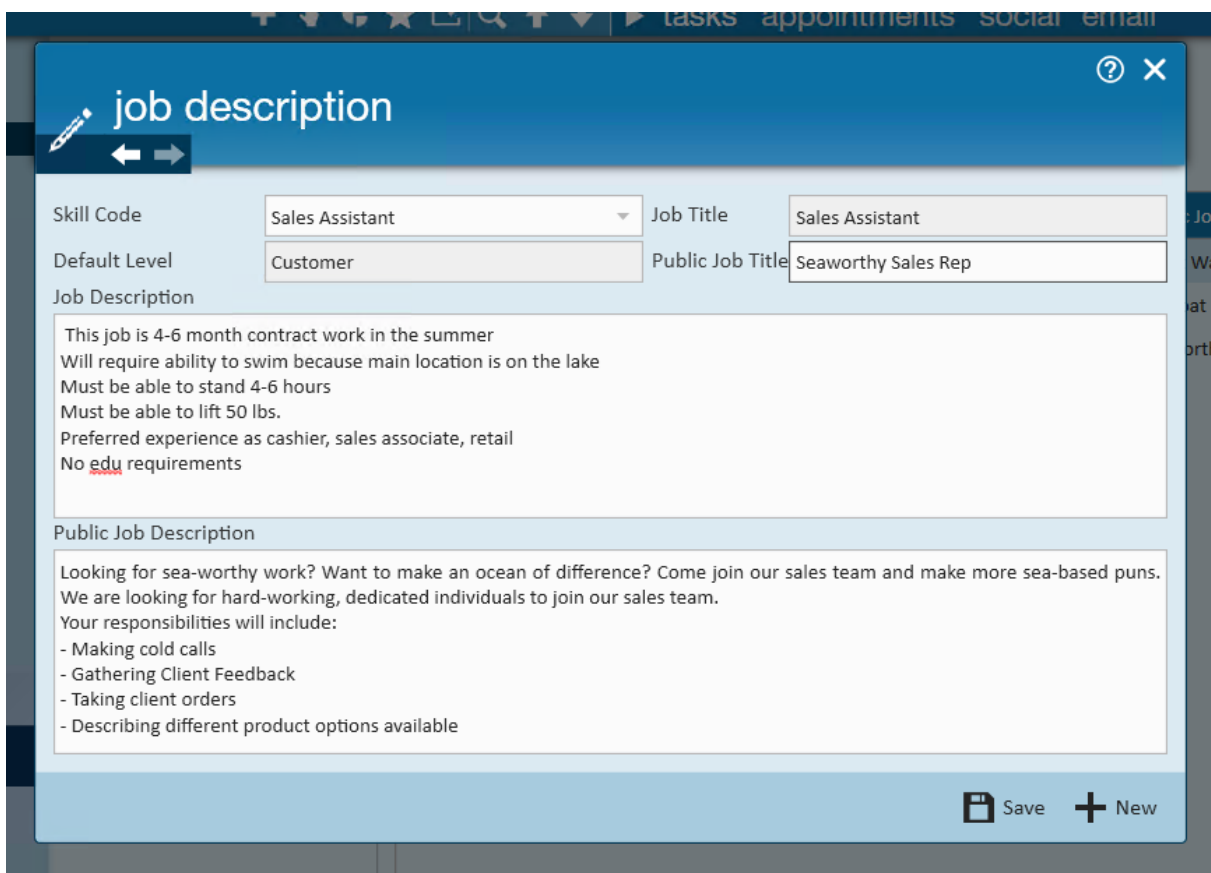 tasks appointments social email
job description
Skill Code
Sales Assistant
Job Title
Sales Assistant
Default Level
Customer
Public Job Title
Seaworthy Sales Rep
Job Description
This job is 4-6 month contract work in the summer
Will require ability to swim because main location is on the lake
Must be able to stand 4-6 hours
Must be able to lift 50 lbs.
Preferred experience as cashier, sales associate, retail
No edu requirements
Public Job Description
Looking for sea-worthy work? Want to make an ocean of difference? Come join our sales team and make more sea-based puns.
We are looking for hard-working, dedicated individuals to join our sales team.
Your responsibilities will include:
- Making cold calls
- Gathering Client Feedback
- Taking client orders
- Describing different product options available
Save
New